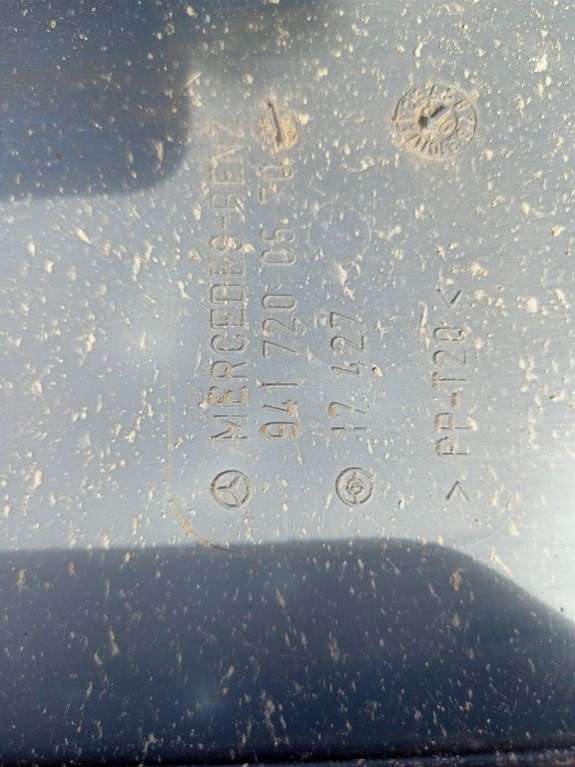 MERCEDES-BENZ
941 720 06 70
17 427
> PP-T20 <